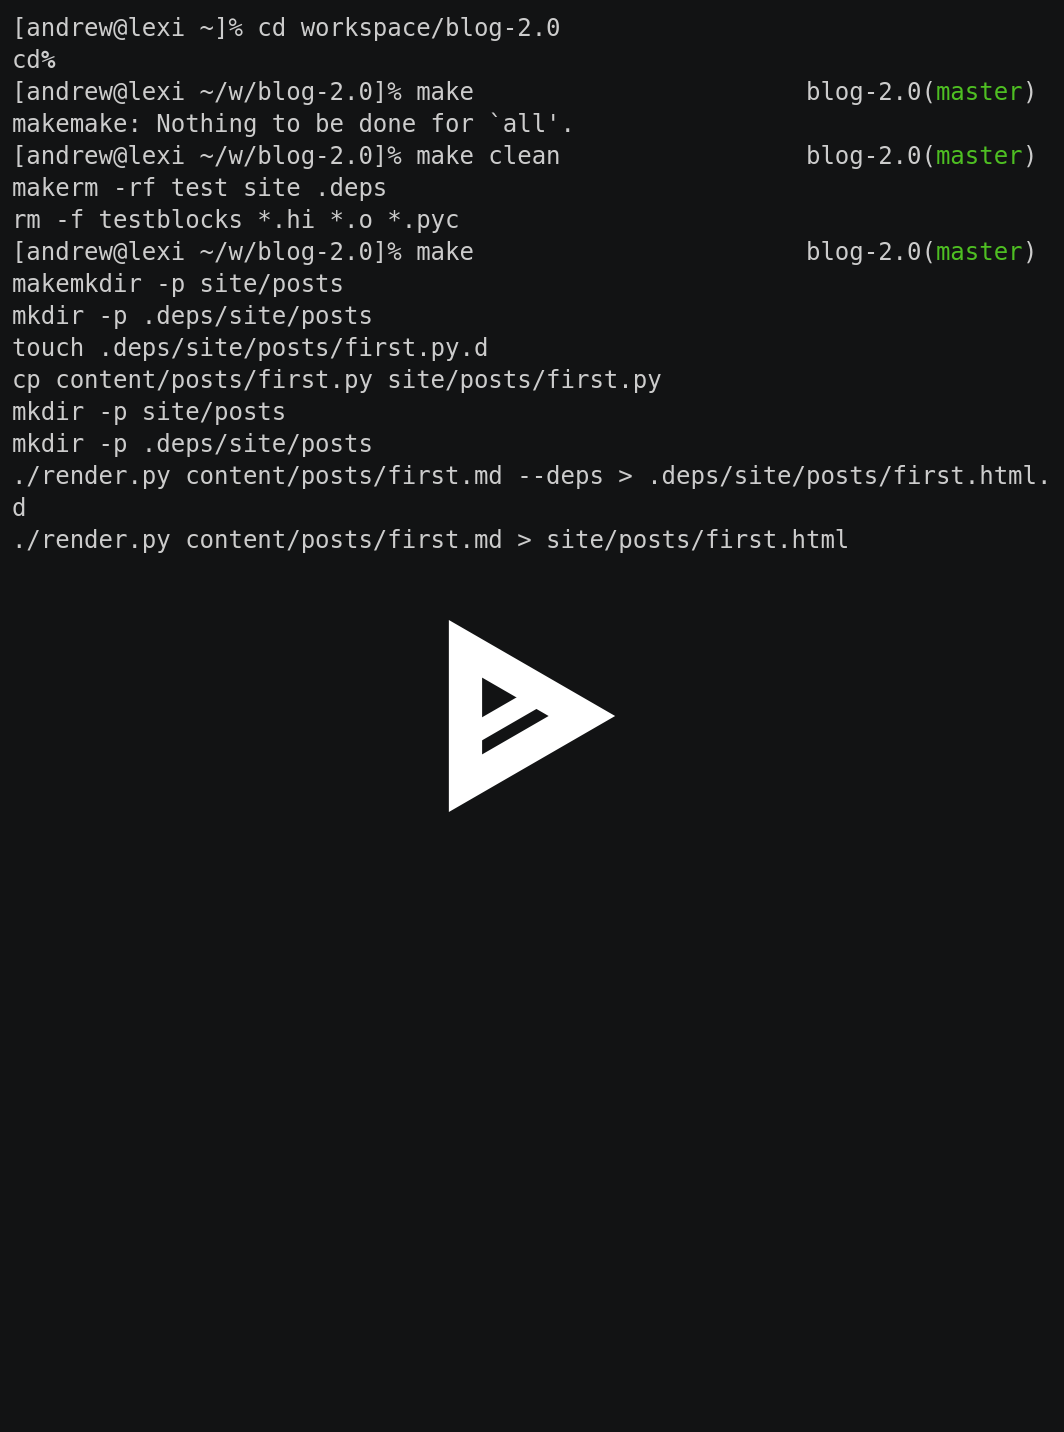 [andrew@lexi ~]% cd workspace/blog-2.0
cd%
[andrew@lexi ~/w/blog-2.0]% make blog-2.0(master)
makemake: Nothing to be done for `all'.
[andrew@lexi ~/w/blog-2.0]% make clean blog-2.0(master)
makerm -rf test site .deps
rm -f testblocks *.hi *.o *.pyc
[andrew@lexi ~/w/blog-2.0]% make blog-2.0(master)
makemkdir -p site/posts
mkdir -p .deps/site/posts
touch .deps/site/posts/first.py.d
cp content/posts/first.py site/posts/first.py
mkdir -p site/posts
mkdir -p .deps/site/posts
./render.py content/posts/first.md --deps > .deps/site/posts/first.html.
d
./render.py content/posts/first.md > site/posts/first.html